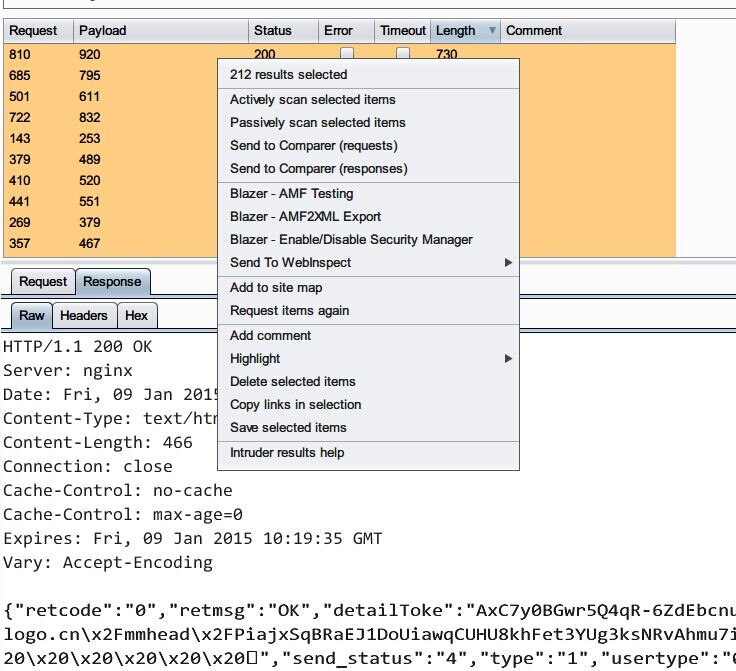 Request Payload Status Error Timeout Length Comment
810 920 200 730
685 795
501 611
722 832
143 253
379 489
410 520
441 551
269 379
357 467
212 results selected
Actively scan selected items
Passively scan selected items
Send to Comparer (requests)
Send to Comparer (responses)
Blazer - AMF Testing
Blazer - AMF2XML Export
Blazer - Enable/Disable Security Manager
Send To WebInspect
Add to site map
Request items again
Add comment
Highlight
Delete selected items
Copy links in selection
Save selected items
Intruder results help
Request Response
Raw Headers Hex
HTTP/1.1 200 OK
Server: nginx
Date: Fri, 09 Jan 2015
Content-Type: text/htm
Content-Length: 466
Connection: close
Cache-Control: no-cache
Cache-Control: max-age=0
Expires: Fri, 09 Jan 2015 10:19:35 GMT
Vary: Accept-Encoding
{"retcode":"0","retmsg":"OK","detailToke":"AxC7y0BGwr5Q4qR-6ZdEbcnu
logo.cn\x2Fmmhead\x2FPiajxSqBRaEJ1DoUiawqCUHU8khFet3YUg3ksNRvAhmu7i
20\x20\x20\x20\x20\x20","send_status":"4","type":"1","usertype":"